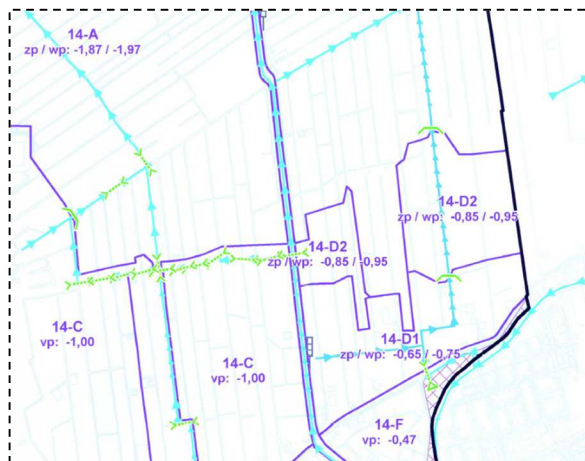 14-A
zp / wp: -1,87 / -1,97
14-D2
zp / wp: -0,85 / -0,95
14-D2
zp / wp: -0,85 / -0,95
14-C
vp: -1,00
14-C
vp: -1,00
14-D1
zp / wp: -0,65 / -0,75
14-F
vp: -0,47